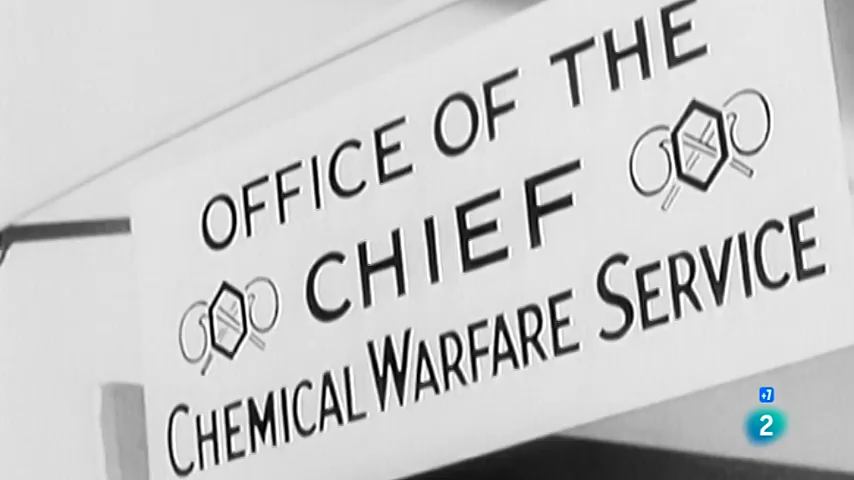 OFFICE OF THE
CHIEF
CHEMICAL WARFARE SERVICE
+7
2